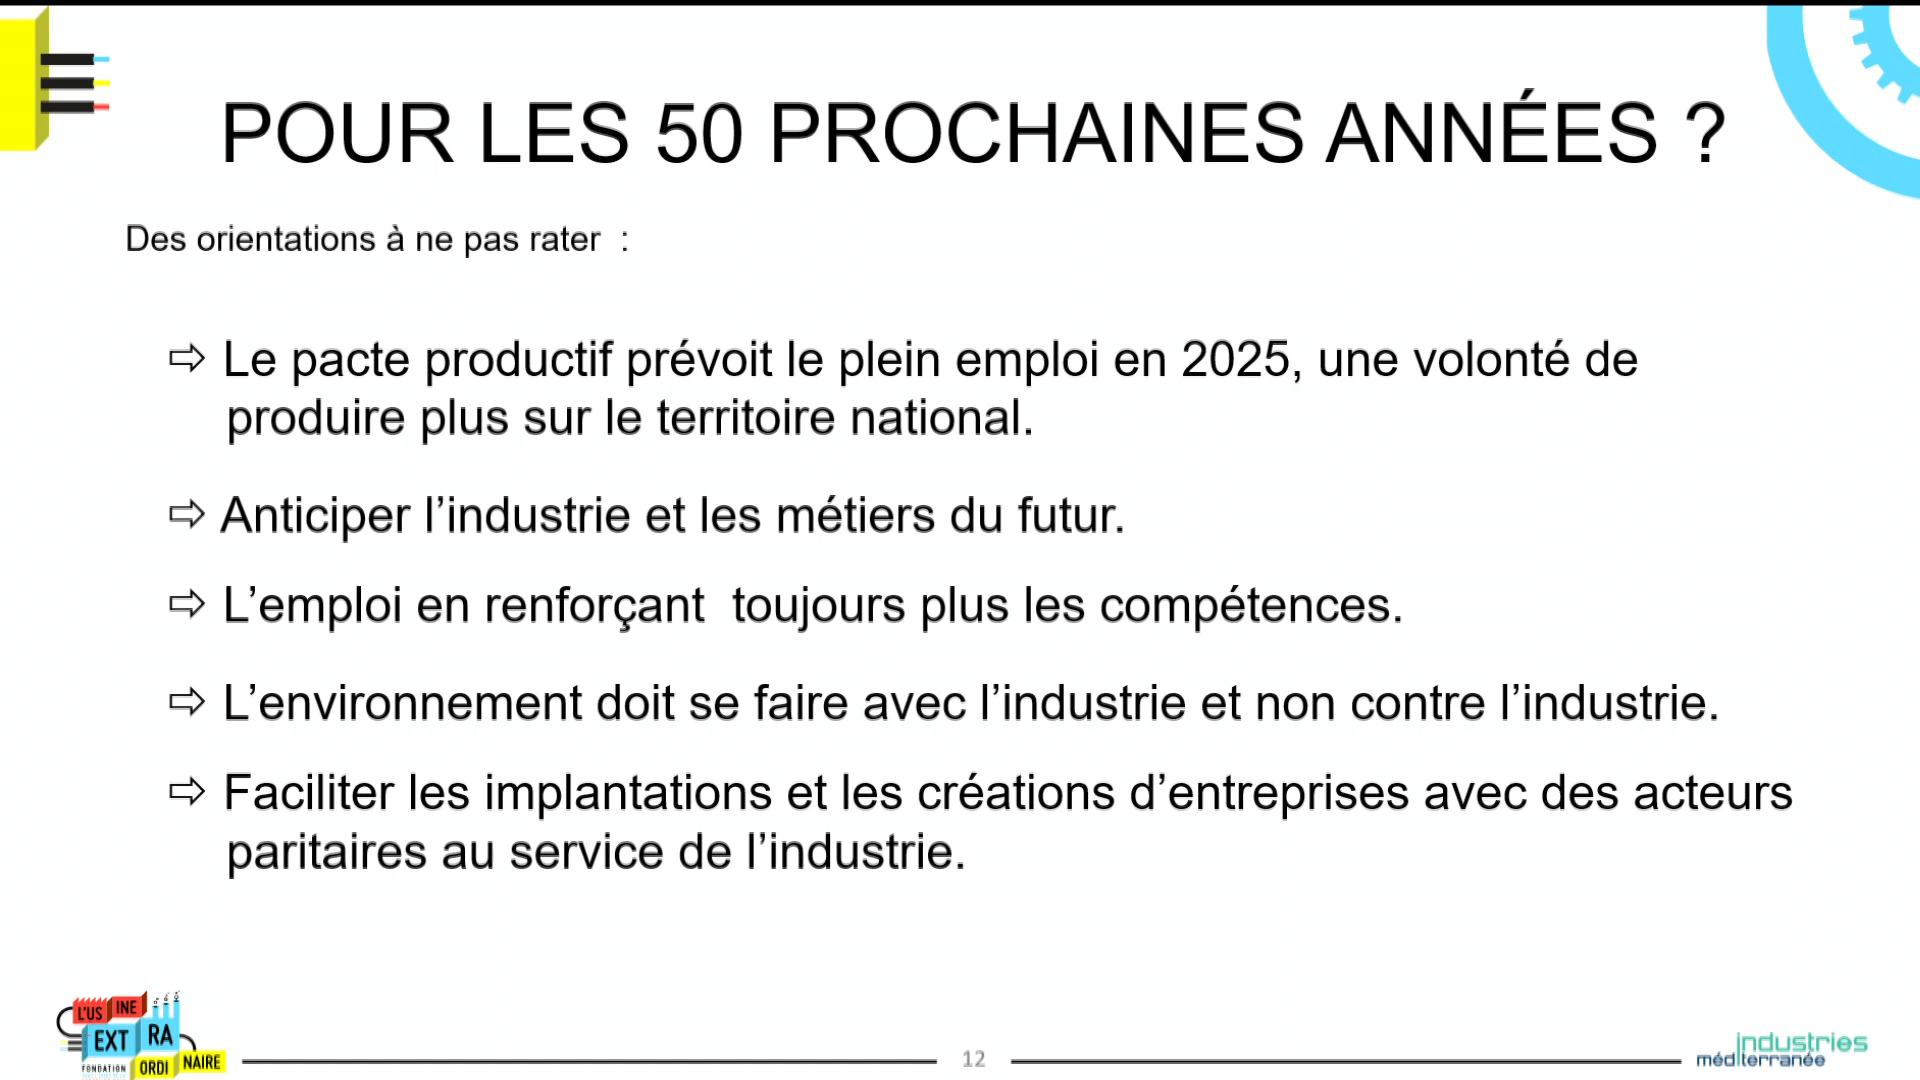 POUR LES 50 PROCHAINES ANNÉES ?
Des orientations à ne pas rater  :
⇨ Le pacte productif prévoit le plein emploi en 2025, une volonté de
produire plus sur le territoire national.
⇨ Anticiper l’industrie et les métiers du futur.
⇨ L’emploi en renforçant  toujours plus les compétences.
⇨ L’environnement doit se faire avec l’industrie et non contre l’industrie.
⇨ Faciliter les implantations et les créations d’entreprises avec des acteurs
paritaires au service de l’industrie.
L'US INE
EXT RA
FONDATION ORDI NAIRE
12
industries
méditerranée